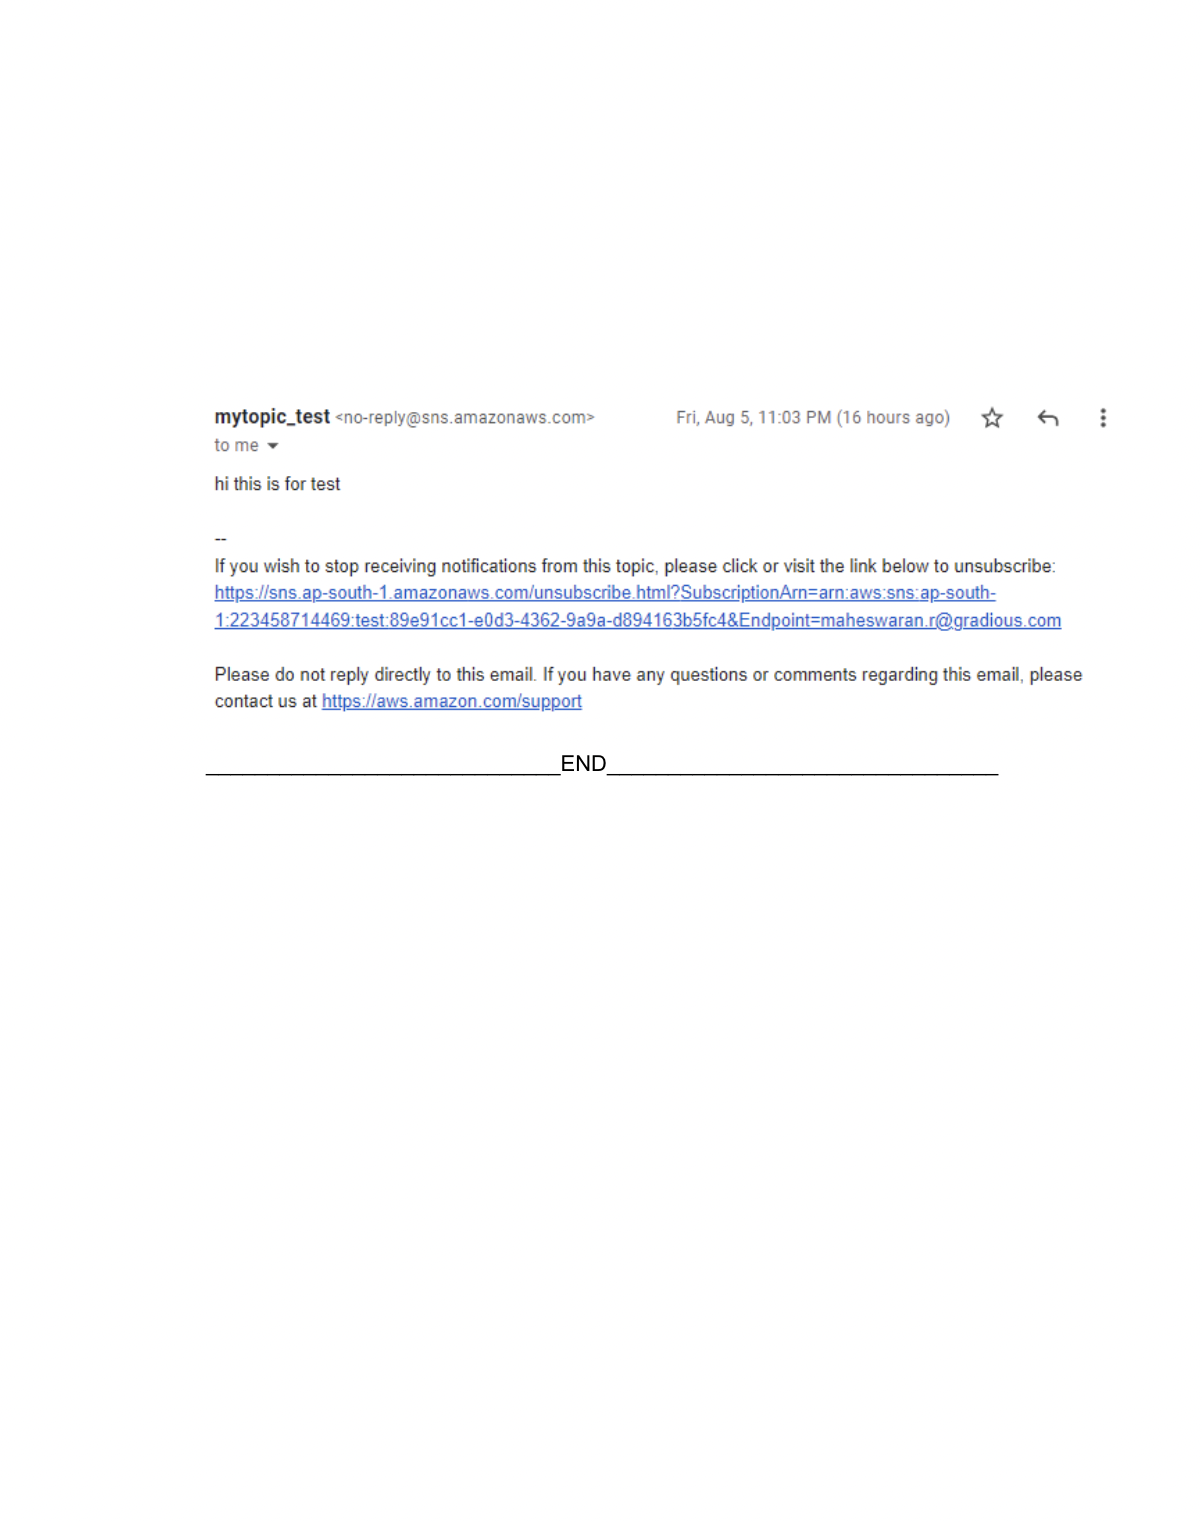 mytopic_test <no-reply@sns.amazonaws.com> Fri, Aug 5, 11:03 PM (16 hours ago)
to me
hi this is for test
--
If you wish to stop receiving notifications from this topic, please click or visit the link below to unsubscribe:
https://sns.ap-south-1.amazonaws.com/unsubscribe.html?SubscriptionArn=arn:aws:sns:ap-south-
1:223458714469:test:89e91cc1-e0d3-4362-9a9a-d894163b5fc4&Endpoint=maheswaran.r@gradious.com
Please do not reply directly to this email. If you have any questions or comments regarding this email, please
contact us at https://aws.amazon.com/support
_____________________________END________________________________